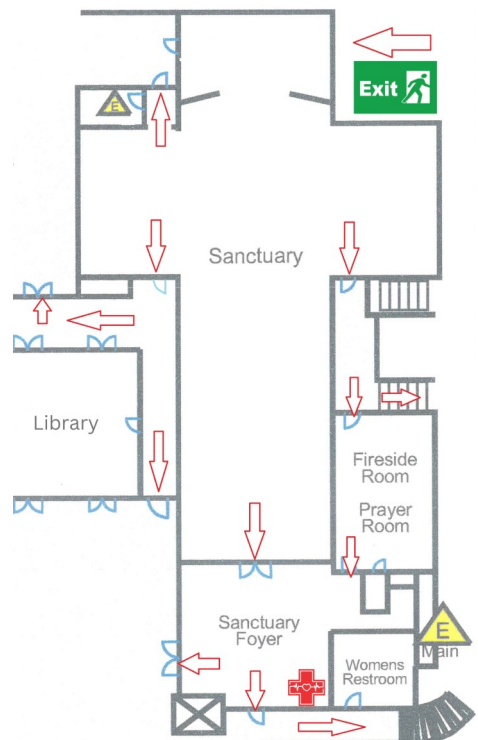 Exit
E
Sanctuary
Library
Fireside
Room
Prayer
Room
Sanctuary
Foyer
E
Main
Womens
Restroom